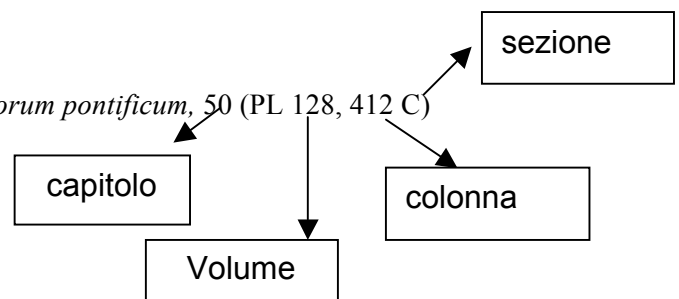 sezione
orum pontificum, 50 (PL 128, 412 C)
capitolo
colonna
Volume